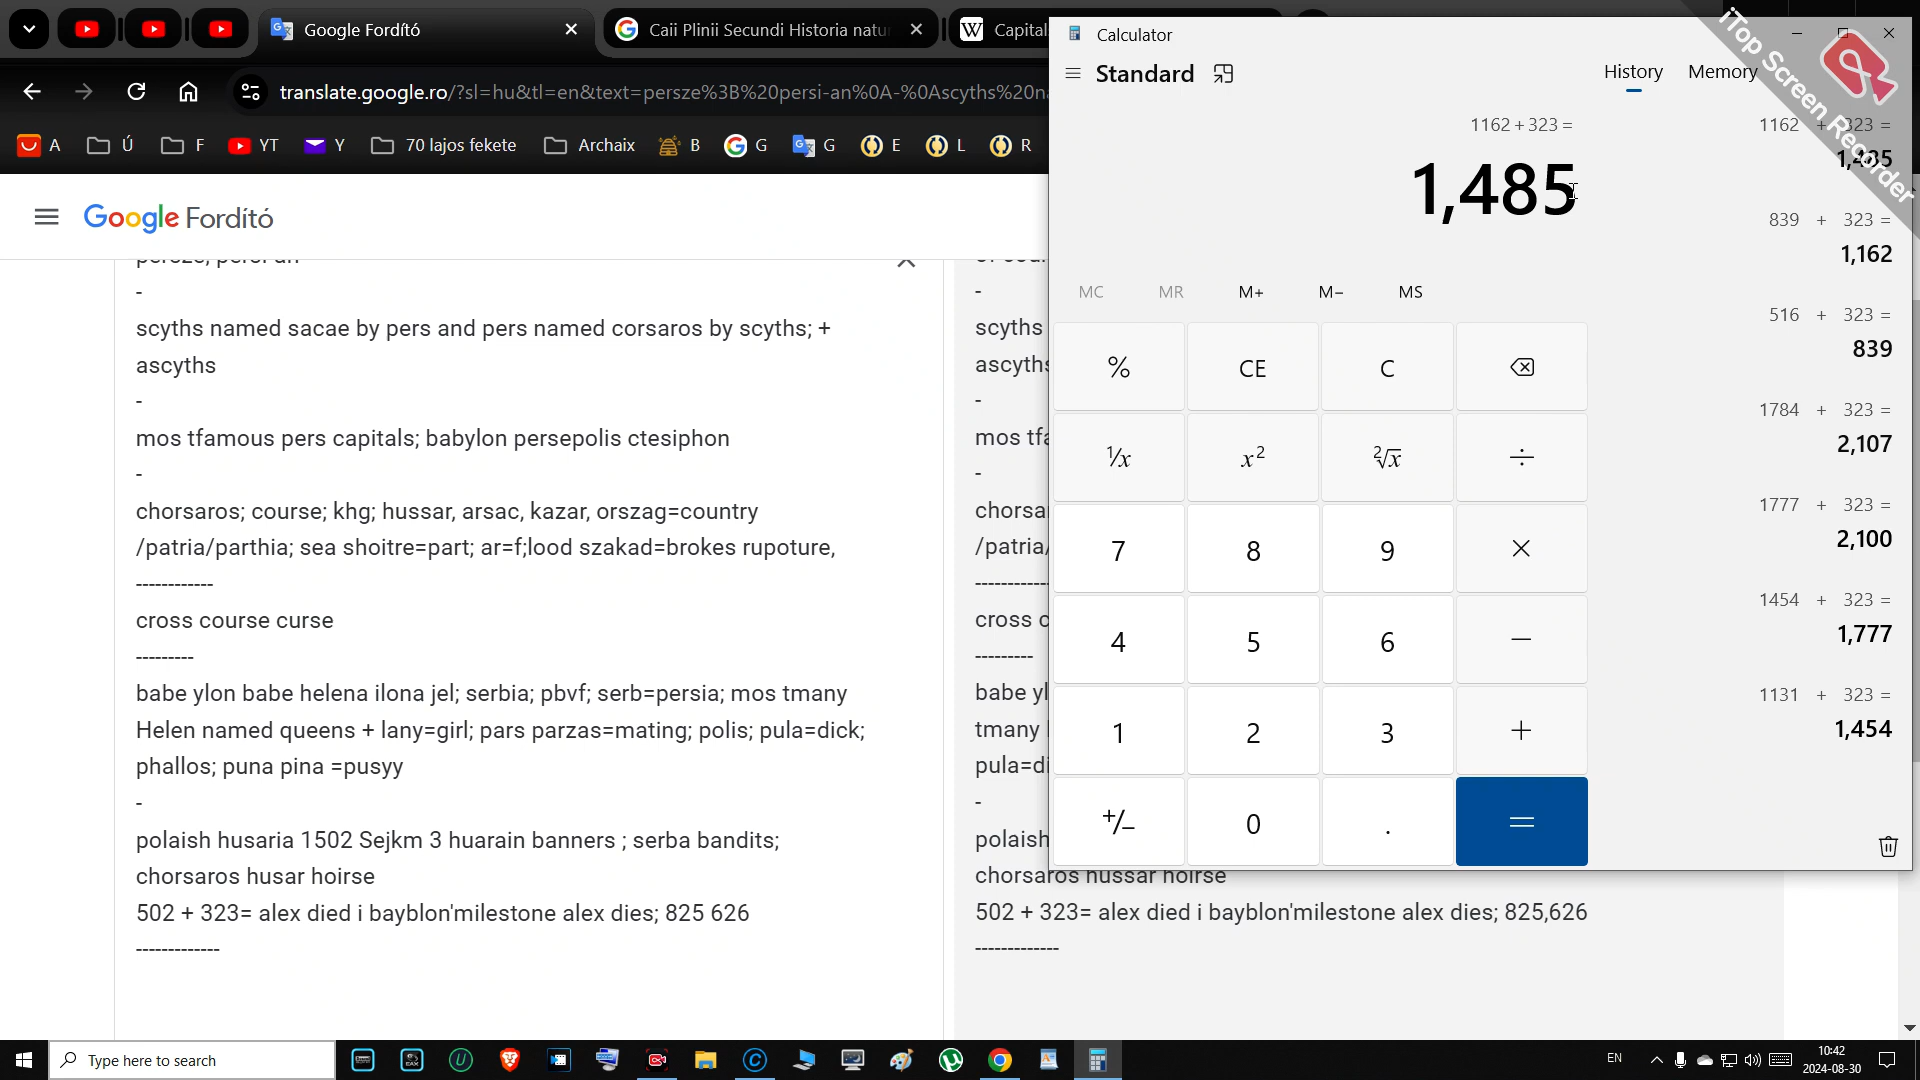 Google Fordító
Caii Plinii Secundi Historia natu
Capital
translate.google.ro/?sl=hu&tl=en&text=persze%3B%20persi-an%0A-%0Ascyths%20na
A
Ú
F
YT
Y
70 lajos fekete
Archaix
B
G
G
E
L
R
Google Fordító
persze; persi-an
-
scyths named sacae by pers and pers named corsaros by scyths; +
ascyths
-
mos tfamous pers capitals; babylon persepolis ctesiphon
-
chorsaros; course; khg; hussar, arsac, kazar, orszag=country
/patria/parthia; sea shoitre=part; ar=f;lood szakad=brokes rupoture,
------------
cross course curse
---------
babe ylon babe helena ilona jel; serbia; pbvf; serb=persia; mos tmany
Helen named queens + lany=girl; pars parzas=mating; polis; pula=dick;
phallos; puna pina =pusyy
-
polaish husaria 1502 Sejkm 3 huarain banners ; serba bandits;
chorsaros husar hoirse
502 + 323= alex died i bayblon'milestone alex dies; 825 626
-------------
-
scyths
ascyths
-
mos tfa
-
chorsa
/patria/
------------
cross c
---------
babe yl
tmany
pula=di
-
polaish
chorsaros hussar hoirse
502 + 323= alex died i bayblon'milestone alex dies; 825,626
-------------
Calculator
Standard
History
Memory
1162 + 323 =
1,485
MC
MR
M+
M−
MS
%
CE
C
⌫
¹/x
x²
²√x
÷
7
8
9
×
4
5
6
−
1
2
3
+
+/−
0
.
=
1162 + 323 =
1,485
839 + 323 =
1,162
516 + 323 =
839
1784 + 323 =
2,107
1777 + 323 =
2,100
1454 + 323 =
1,777
1131 + 323 =
1,454
iTop Screen Recorder
Type here to search
EN
10:42
2024-08-30